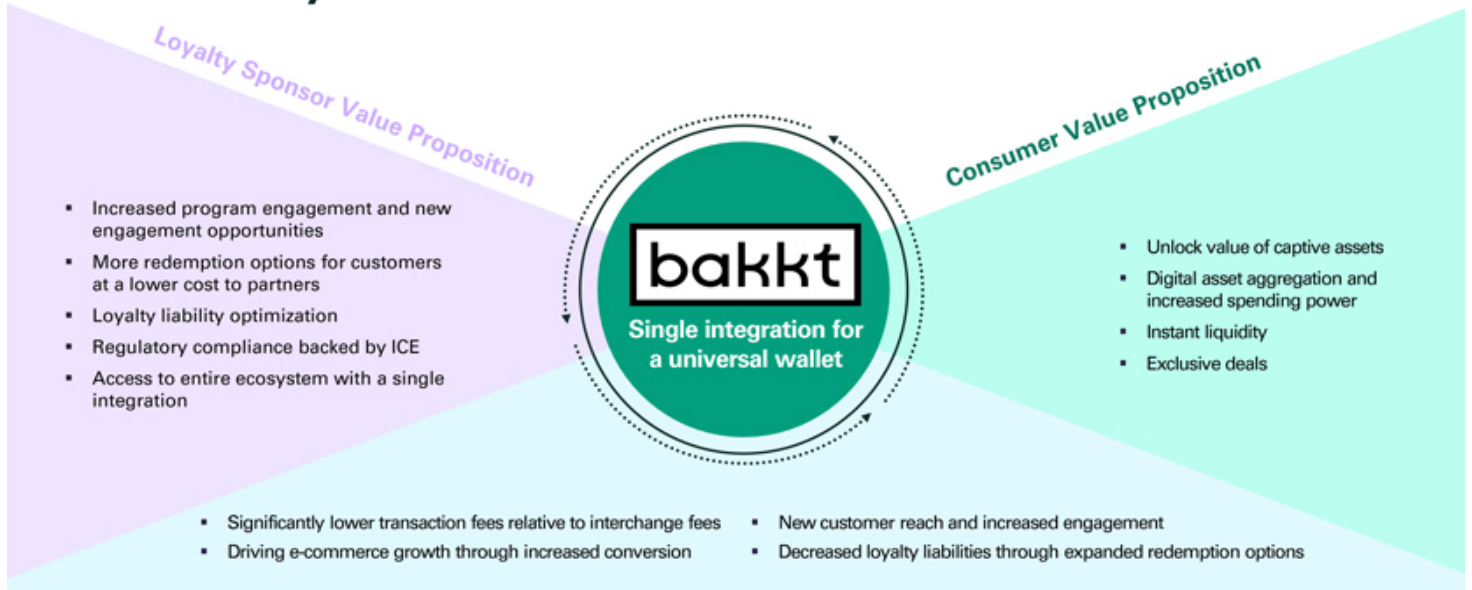 Loyalty Sponsor Value Proposition
▪ Increased program engagement and new
engagement opportunities
▪ More redemption options for customers
at a lower cost to partners
▪ Loyalty liability optimization
▪ Regulatory compliance backed by ICE
▪ Access to entire ecosystem with a single
integration
bakkt
Single integration for
a universal wallet
Consumer Value Proposition
▪ Unlock value of captive assets
▪ Digital asset aggregation and
increased spending power
▪ Instant liquidity
▪ Exclusive deals
▪ Significantly lower transaction fees relative to interchange fees
▪ Driving e-commerce growth through increased conversion
▪ New customer reach and increased engagement
▪ Decreased loyalty liabilities through expanded redemption options